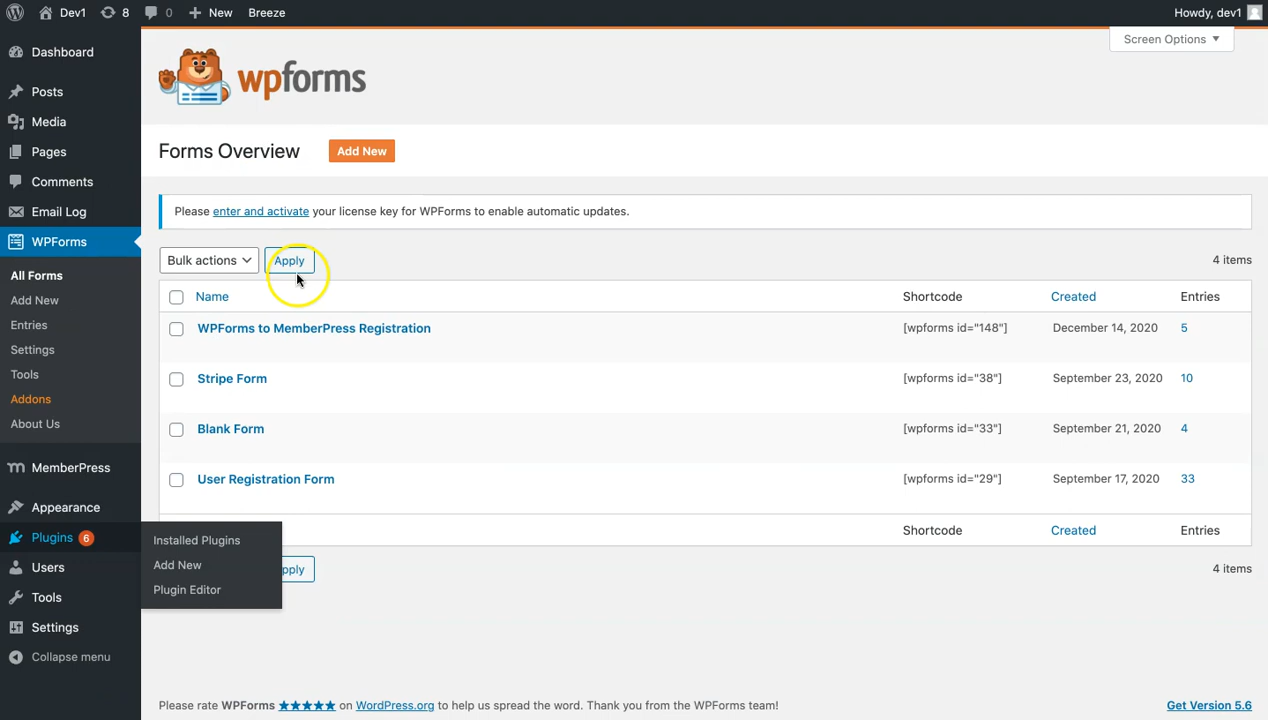 Dev1 8 0 + New Breeze Howdy, dev1
Screen Options ▼
Dashboard
Posts
Media
Pages
Comments
Email Log
WPForms
All Forms
Add New
Entries
Settings
Tools
Addons
About Us
MemberPress
Appearance
Plugins 6
Users
Tools
Settings
Collapse menu
Installed Plugins
Add New
Plugin Editor
wpforms
Forms Overview Add New
Please enter and activate your license key for WPForms to enable automatic updates.
Bulk actions Apply 4 items
Name Shortcode Created Entries
WPForms to MemberPress Registration [wpforms id="148"] December 14, 2020 5
Stripe Form [wpforms id="38"] September 23, 2020 10
Blank Form [wpforms id="33"] September 21, 2020 4
User Registration Form [wpforms id="29"] September 17, 2020 33
Shortcode Created Entries
pply 4 items
Please rate WPForms ★★★★★ on WordPress.org to help us spread the word. Thank you from the WPForms team! Get Version 5.6